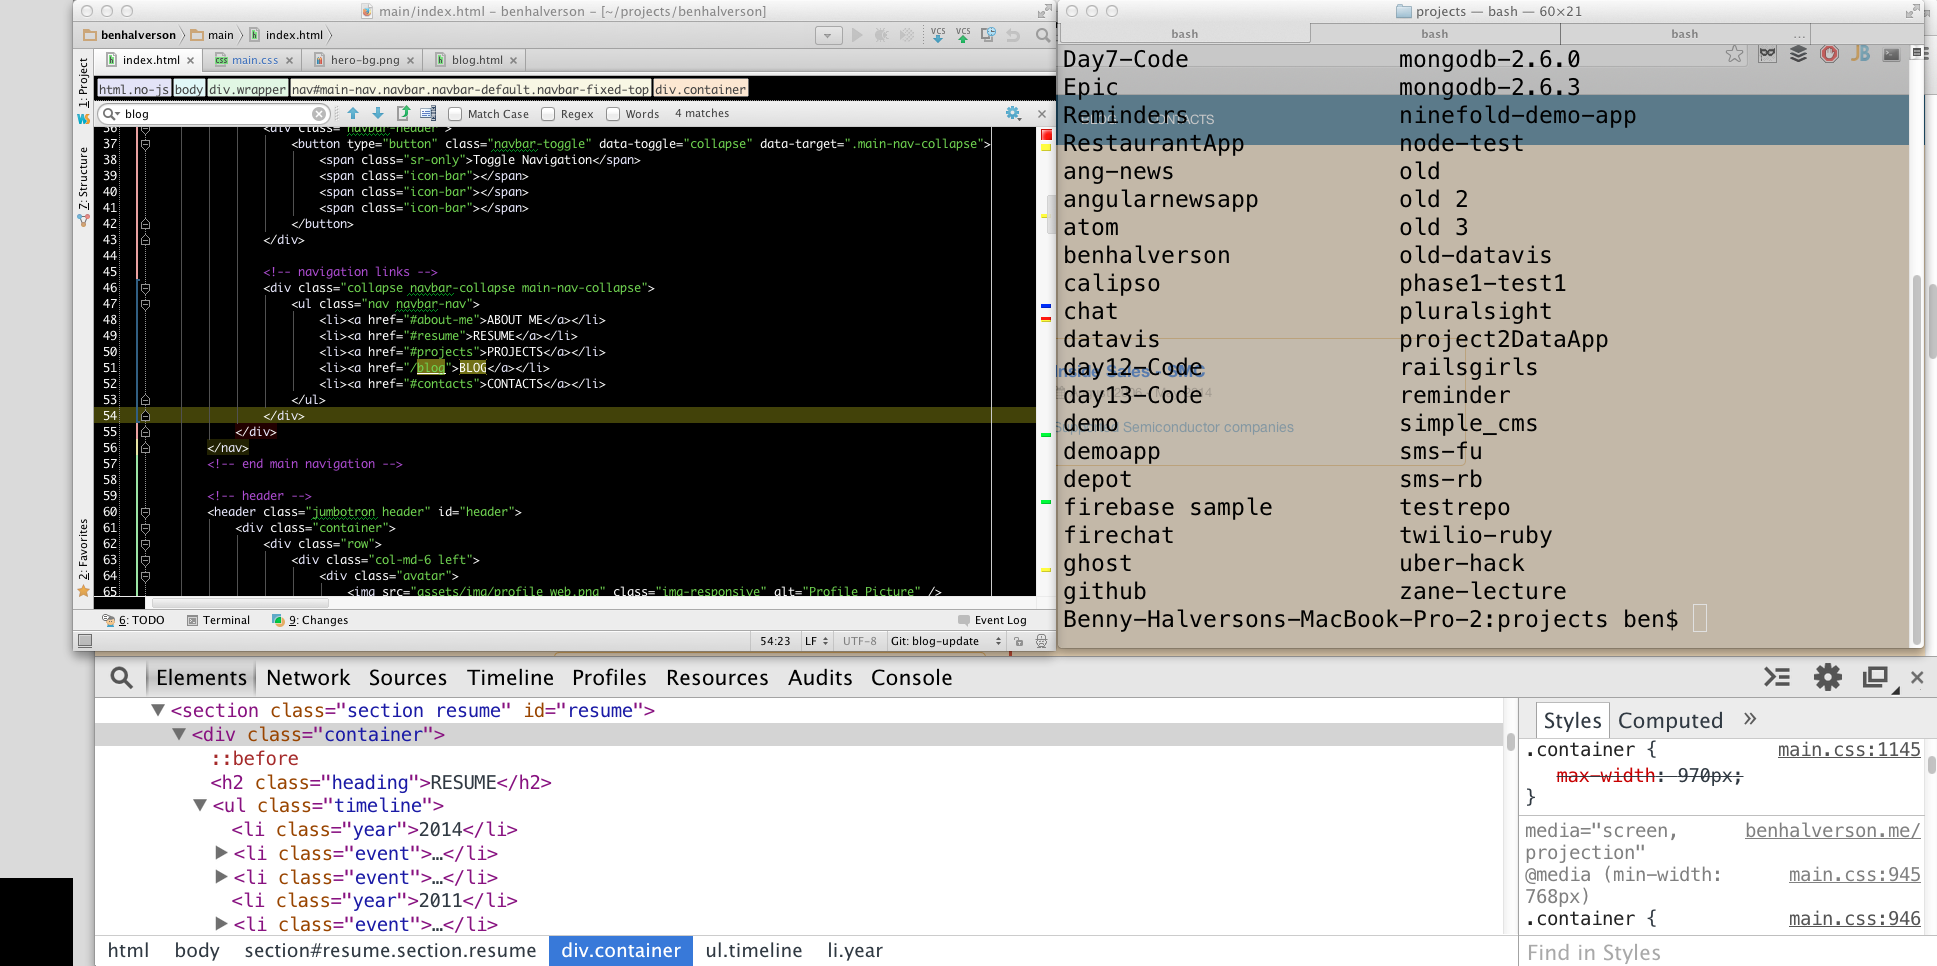 main/index.html – benhalverson – [~/projects/benhalverson]
benhalverson main index.html
index.html main.css hero-bg.png blog.html
html.no-js body div.wrapper nav#main-nav.navbar.navbar-default.navbar-fixed-top div.container
blog Match Case Regex Words 4 matches
1: Project
7: Structure
2: Favorites
36 <div class="navbar-header">
37 <button type="button" class="navbar-toggle" data-toggle="collapse" data-target=".main-nav-collapse">
38 <span class="sr-only">Toggle Navigation</span>
39 <span class="icon-bar"></span>
40 <span class="icon-bar"></span>
41 <span class="icon-bar"></span>
42 </button>
43 </div>
44
45 <!-- navigation links -->
46 <div class="collapse navbar-collapse main-nav-collapse">
47 <ul class="nav navbar-nav">
48 <li><a href="#about-me">ABOUT ME</a></li>
49 <li><a href="#resume">RESUME</a></li>
50 <li><a href="#projects">PROJECTS</a></li>
51 <li><a href="/blog">BLOG</a></li>
52 <li><a href="#contacts">CONTACTS</a></li>
53 </ul>
54 </div>
55 </div>
56 </nav>
57 <!-- end main navigation -->
58
59 <!-- header -->
60 <header class="jumbotron header" id="header">
61 <div class="container">
62 <div class="row">
63 <div class="col-md-6 left">
64 <div class="avatar">
65 <img src="assets/img/profile_web.png" class="img-responsive" alt="Profile Picture" />
6: TODO Terminal 9: Changes Event Log
54:23 LF UTF-8 Git: blog-update
projects — bash — 60×21
bash bash bash ...
Day7-Code mongodb-2.6.0
Epic mongodb-2.6.3
Reminders ninefold-demo-app
RestaurantApp node-test
ang-news old
angularnewsapp old 2
atom old 3
benhalverson old-datavis
calipso phase1-test1
chat pluralsight
datavis project2DataApp
day12-Code railsgirls
day13-Code reminder
demo simple_cms
demoapp sms-fu
depot sms-rb
firebase sample testrepo
firechat twilio-ruby
ghost uber-hack
github zane-lecture
Benny-Halversons-MacBook-Pro-2:projects ben$
CONTACTS
Inside Sales - SMC
Supported Semiconductor companies
Elements Network Sources Timeline Profiles Resources Audits Console
<section class="section resume" id="resume">
<div class="container">
::before
<h2 class="heading">RESUME</h2>
<ul class="timeline">
<li class="year">2014</li>
<li class="event">…</li>
<li class="event">…</li>
<li class="year">2011</li>
<li class="event">…</li>
html body section#resume.section.resume div.container ul.timeline li.year
Styles Computed »
.container { main.css:1145
max-width: 970px;
}
media="screen, benhalverson.me/
projection"
@media (min-width: main.css:945
768px)
.container { main.css:946
Find in Styles